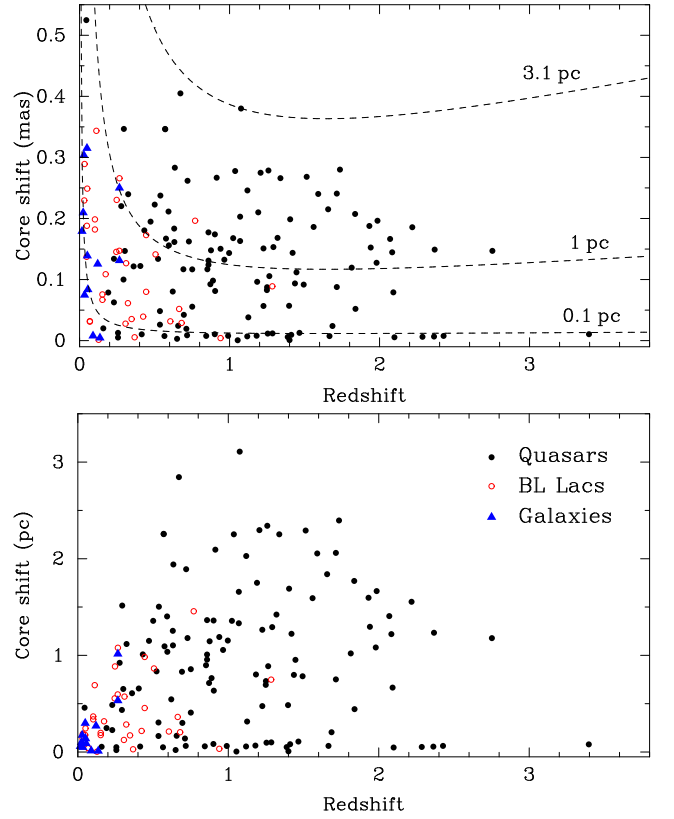 0.5
0.4
0.3
0.2
0.1
0
Core shift (mas)
3.1 pc
1 pc
0.1 pc
0 1 2 3
Redshift
3
2
1
0
Core shift (pc)
Quasars
BL Lacs
Galaxies
0 1 2 3
Redshift